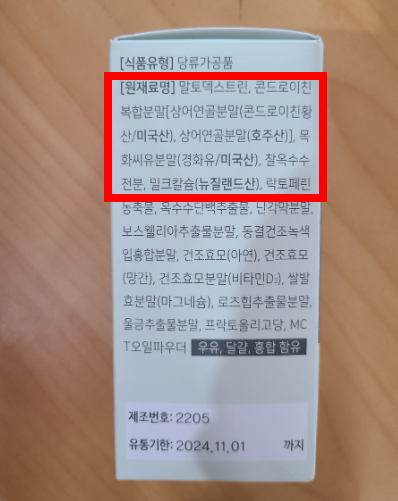 [식품유형] 당류가공품
[원재료명] 말토덱스트린, 콘드로이친
복합분말[상어연골분말(콘드로이친황
산/미국산), 상어연골분말(호주산)], 목
화씨유분말(경화유/미국산), 찰옥수수
전분, 밀크칼슘(뉴질랜드산), 락토페린
농축물, 옥수수단백추출물, 난각막분말,
보스웰리아추출물분말, 동결건조녹색
입홍합분말, 건조효모(아연), 건조효모
(망간), 건조효모분말(비타민D₃), 쌀발
효분말(마그네슘), 로즈힙추출물분말,
울금추출물분말, 프락토올리고당, MC
T오일파우더 우유, 달걀, 홍합 함유
제조번호: 2205
유통기한: 2024.11.01 까지